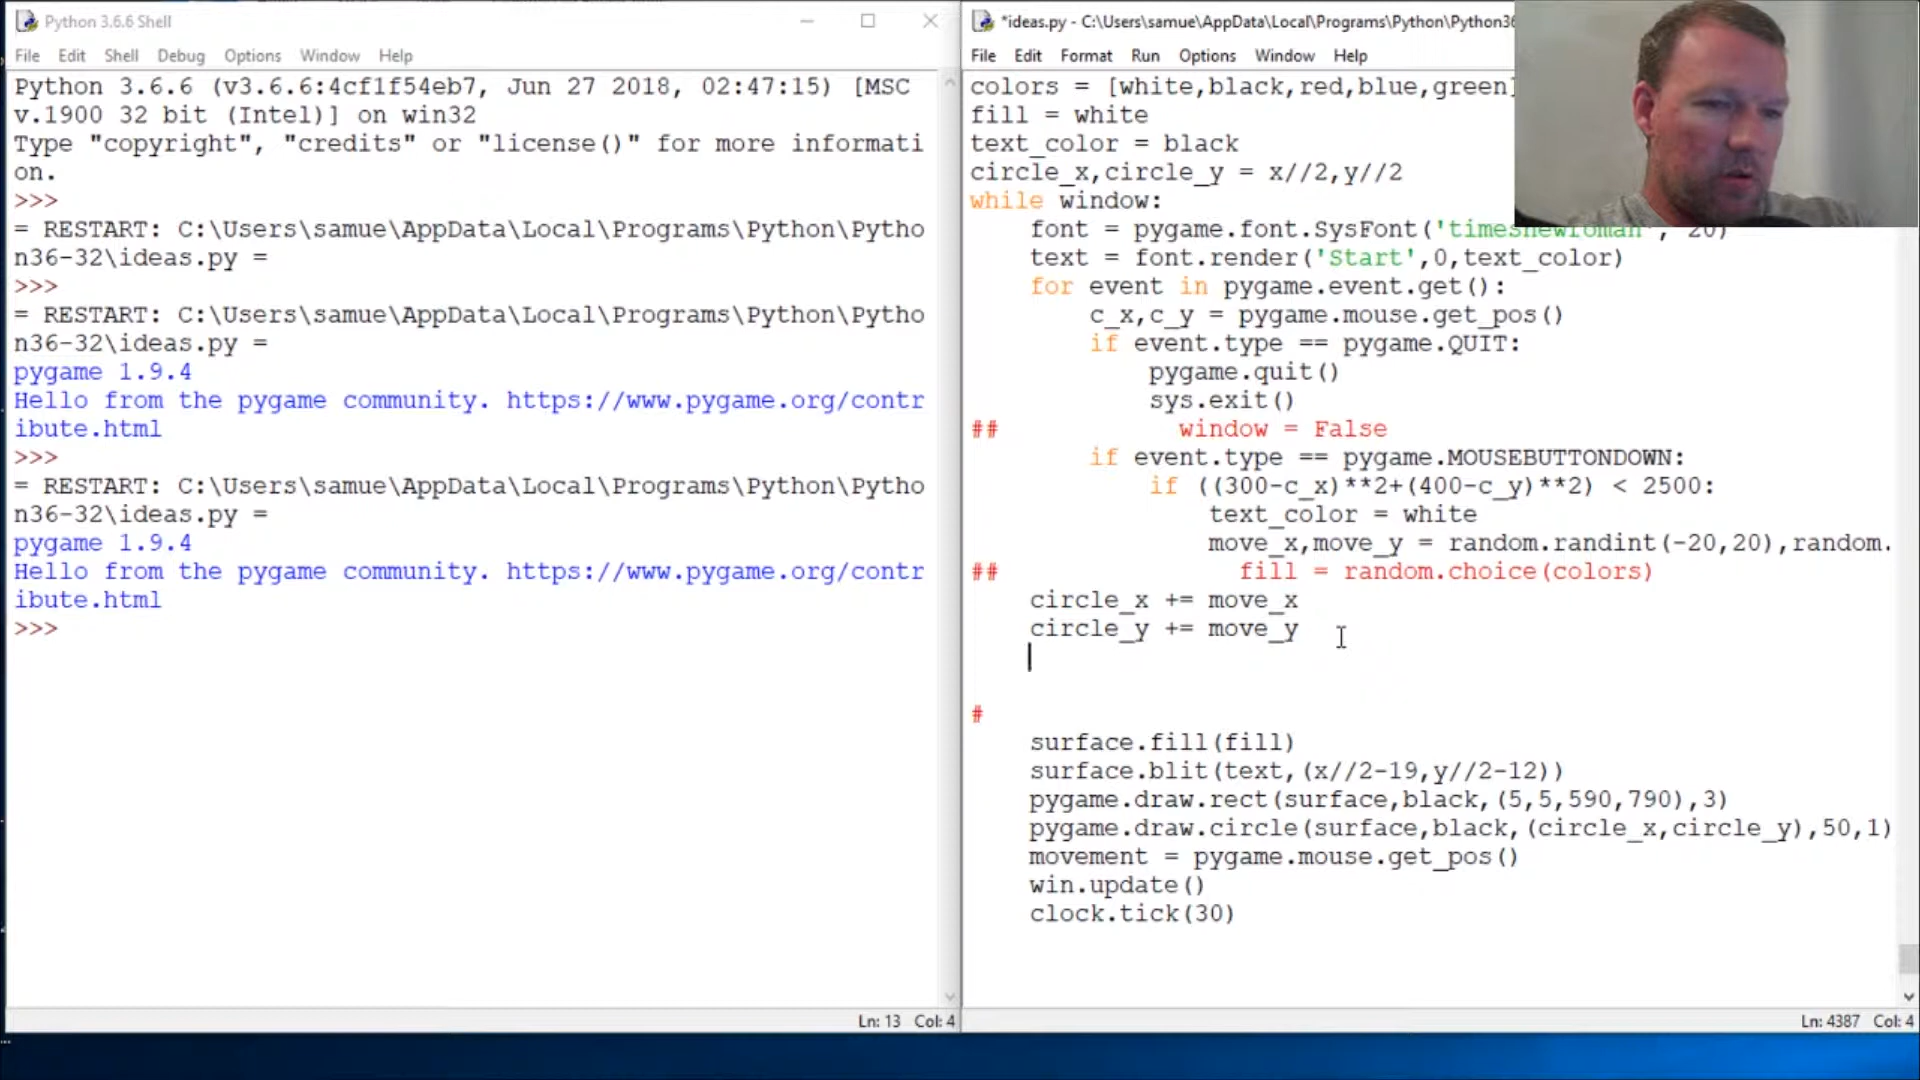 Python 3.6.6 Shell
File Edit Shell Debug Options Window Help
Python 3.6.6 (v3.6.6:4cf1f54eb7, Jun 27 2018, 02:47:15) [MSC
v.1900 32 bit (Intel)] on win32
Type "copyright", "credits" or "license()" for more informati
on.
>>>
= RESTART: C:\Users\samue\AppData\Local\Programs\Python\Pytho
n36-32\ideas.py =
>>>
= RESTART: C:\Users\samue\AppData\Local\Programs\Python\Pytho
n36-32\ideas.py =
pygame 1.9.4
Hello from the pygame community. https://www.pygame.org/contr
ibute.html
>>>
= RESTART: C:\Users\samue\AppData\Local\Programs\Python\Pytho
n36-32\ideas.py =
pygame 1.9.4
Hello from the pygame community. https://www.pygame.org/contr
ibute.html
>>>
Ln: 13 Col: 4
*ideas.py - C:\Users\samue\AppData\Local\Programs\Python\Python36
File Edit Format Run Options Window Help
colors = [white,black,red,blue,green]
fill = white
text_color = black
circle_x,circle_y = x//2,y//2
while window:
font = pygame.font.SysFont('timesnewroman', 20)
text = font.render('Start',0,text_color)
for event in pygame.event.get():
c_x,c_y = pygame.mouse.get_pos()
if event.type == pygame.QUIT:
pygame.quit()
sys.exit()
## window = False
if event.type == pygame.MOUSEBUTTONDOWN:
if ((300-c_x)**2+(400-c_y)**2) < 2500:
text_color = white
move_x,move_y = random.randint(-20,20),random.
## fill = random.choice(colors)
circle_x += move_x
circle_y += move_y
#
surface.fill(fill)
surface.blit(text,(x//2-19,y//2-12))
pygame.draw.rect(surface,black,(5,5,590,790),3)
pygame.draw.circle(surface,black,(circle_x,circle_y),50,1)
movement = pygame.mouse.get_pos()
win.update()
clock.tick(30)
Ln: 4387 Col: 4